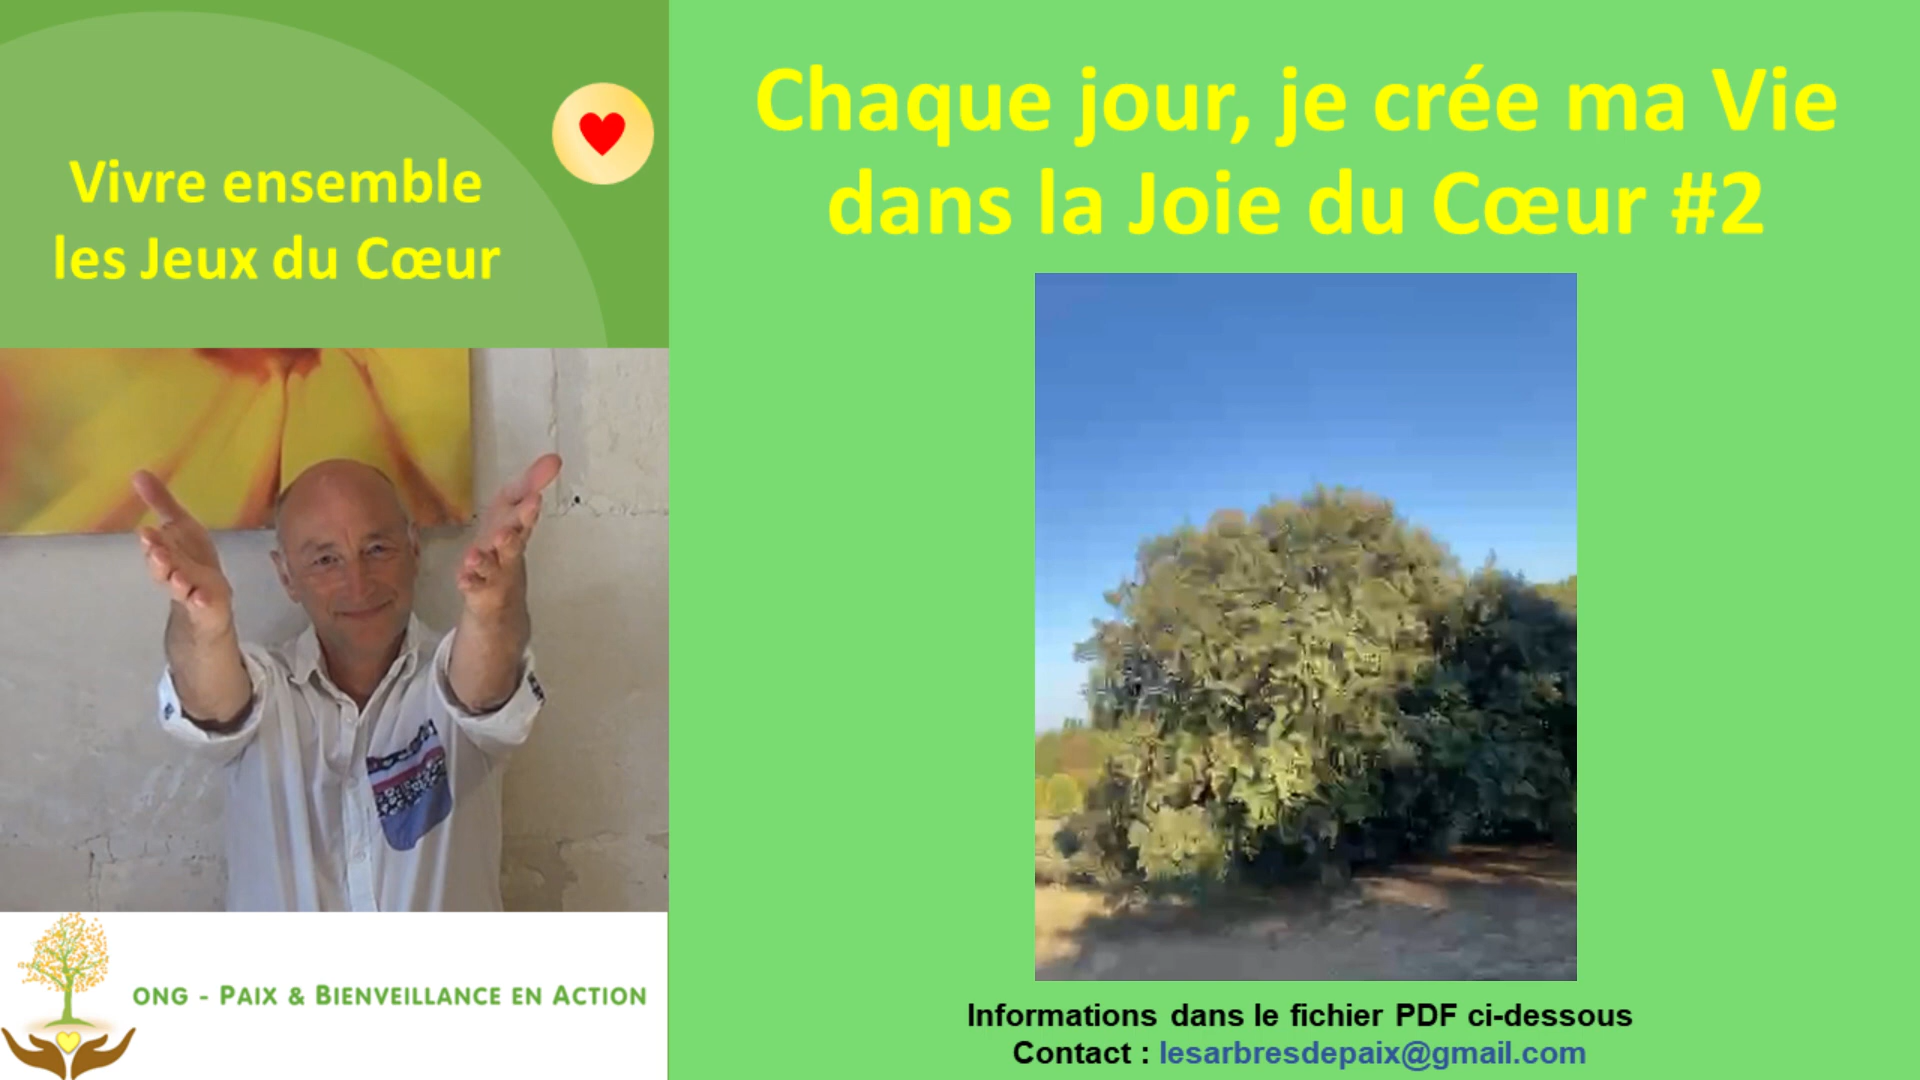 Vivre ensemble
les Jeux du Cœur
Chaque jour, je crée ma Vie
dans la Joie du Cœur #2
ONG - PAIX & BIENVEILLANCE EN ACTION
Informations dans le fichier PDF ci-dessous
Contact : lesarbresdepaix@gmail.com